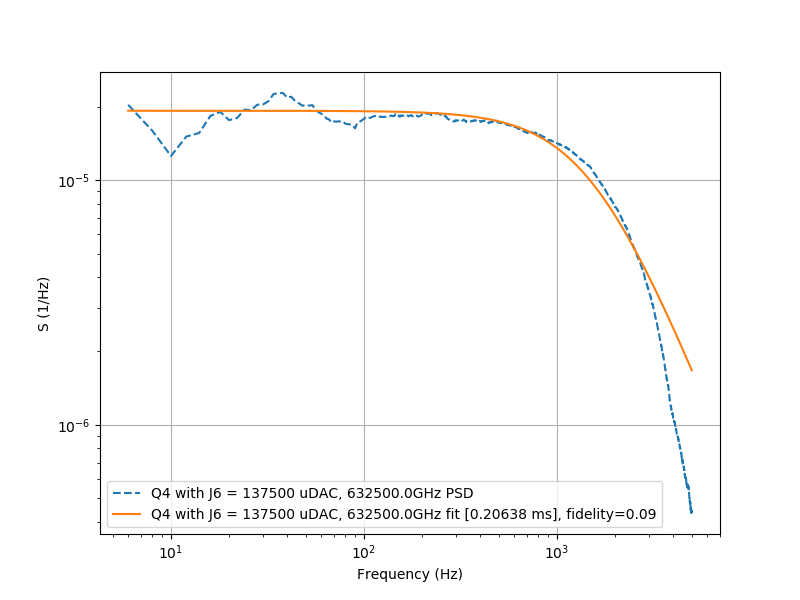 S (1/Hz)
10⁻⁵
10⁻⁶
Q4 with J6 = 137500 uDAC, 632500.0GHz PSD
Q4 with J6 = 137500 uDAC, 632500.0GHz fit [0.20638 ms], fidelity=0.09
10¹ 10² 10³
Frequency (Hz)